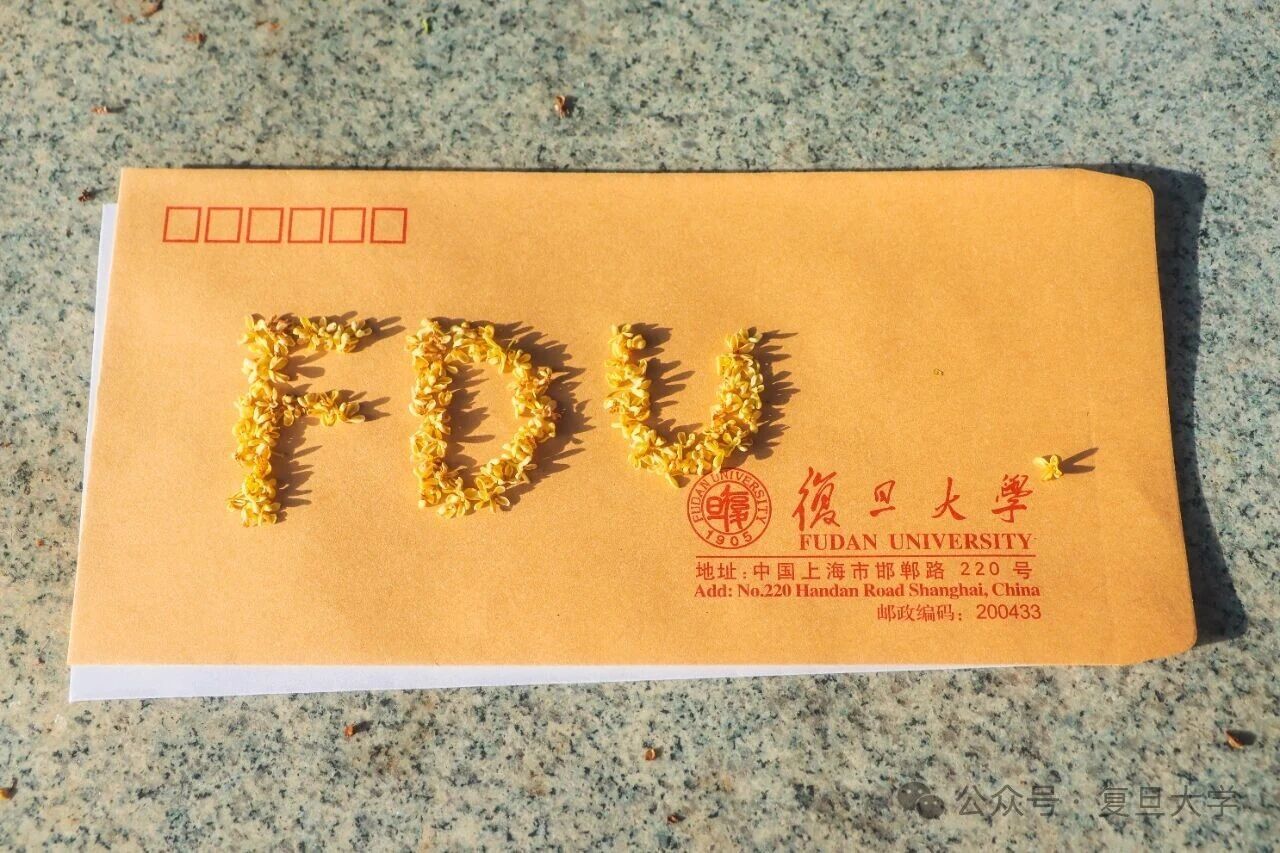 FDU
FUDAN UNIVERSITY
1905
復旦大學
FUDAN UNIVERSITY
地址:中国上海市邯郸路 220 号
Add: No.220 Handan Road Shanghai, China
邮政编码: 200433
公众号 · 复旦大学